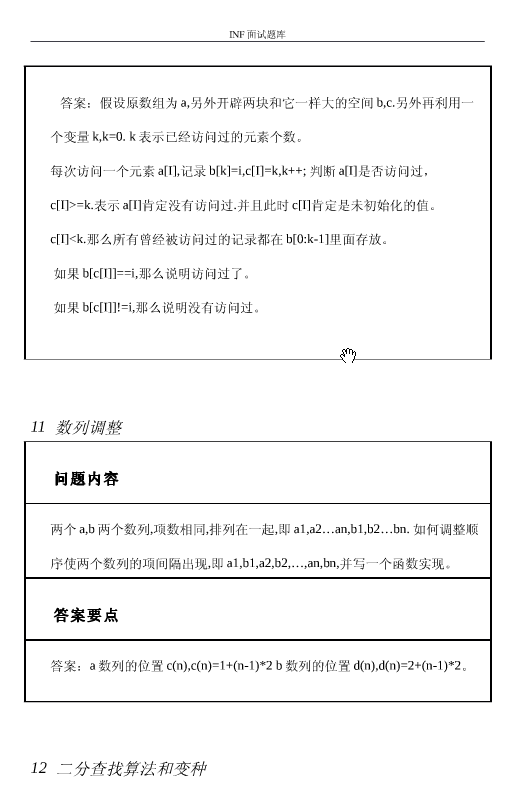 INF 面试题库
答案：假设原数组为 a,另外开辟两块和它一样大的空间 b,c.另外再利用一
个变量 k,k=0. k 表示已经访问过的元素个数。
每次访问一个元素 a[I],记录 b[k]=i,c[I]=k,k++; 判断 a[I]是否访问过，
c[I]>=k.表示 a[I]肯定没有访问过.并且此时 c[I]肯定是未初始化的值。
c[I]<k.那么所有曾经被访问过的记录都在 b[0:k-1]里面存放。
如果 b[c[I]]==i,那么说明访问过了。
如果 b[c[I]]!=i,那么说明没有访问过。
11 数列调整
问题内容
两个 a,b 两个数列,项数相同,排列在一起,即 a1,a2…an,b1,b2…bn. 如何调整顺
序使两个数列的项间隔出现,即 a1,b1,a2,b2,…,an,bn,并写一个函数实现。
答案要点
答案：a 数列的位置 c(n),c(n)=1+(n-1)*2 b 数列的位置 d(n),d(n)=2+(n-1)*2。
12 二分查找算法和变种